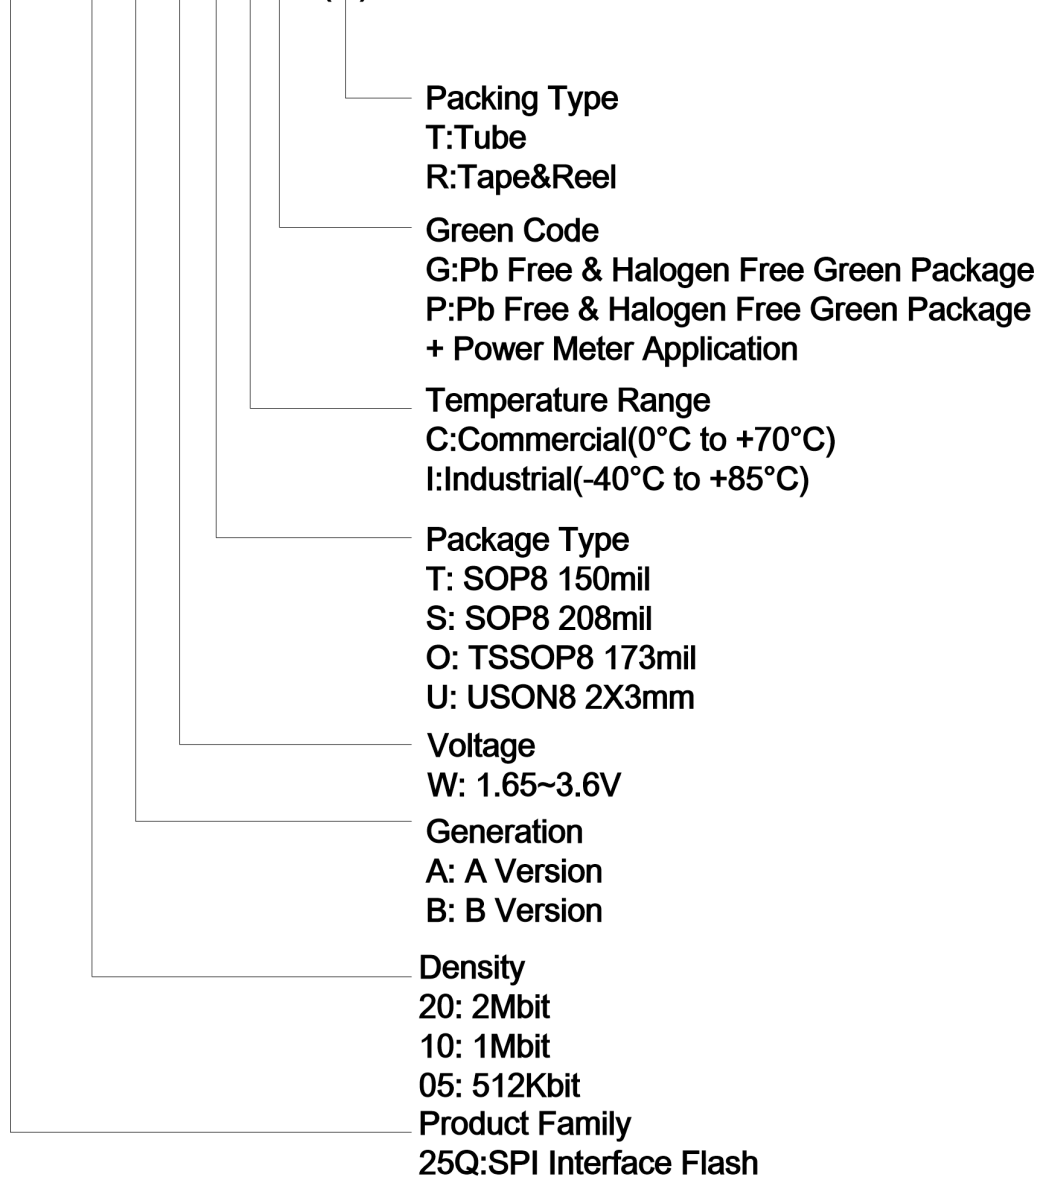 Packing Type
T:Tube
R:Tape&Reel
Green Code
G:Pb Free & Halogen Free Green Package
P:Pb Free & Halogen Free Green Package
+ Power Meter Application
Temperature Range
C:Commercial(0°C to +70°C)
I:Industrial(-40°C to +85°C)
Package Type
T: SOP8 150mil
S: SOP8 208mil
O: TSSOP8 173mil
U: USON8 2X3mm
Voltage
W: 1.65~3.6V
Generation
A: A Version
B: B Version
Density
20: 2Mbit
10: 1Mbit
05: 512Kbit
Product Family
25Q:SPI Interface Flash